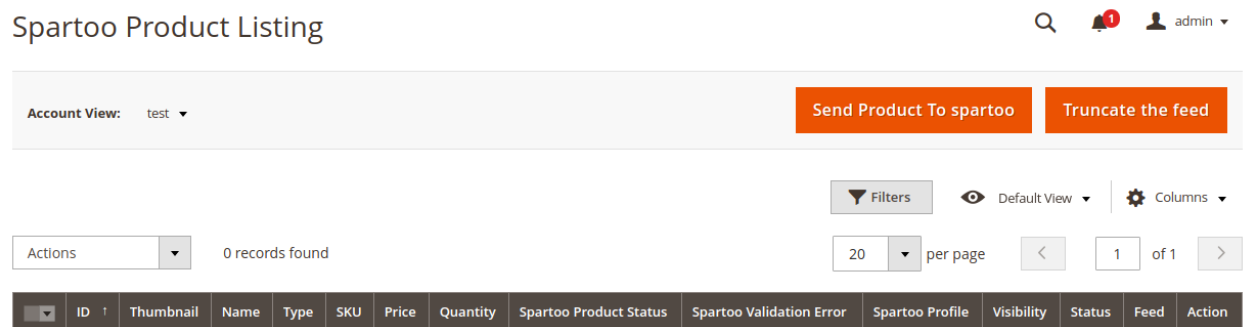 Spartoo Product Listing
1
admin
Account View: test
Send Product To spartoo
Truncate the feed
Filters
Default View
Columns
Actions
0 records found
20 per page
1 of 1
ID ↑ Thumbnail Name Type SKU Price Quantity Spartoo Product Status Spartoo Validation Error Spartoo Profile Visibility Status Feed Action